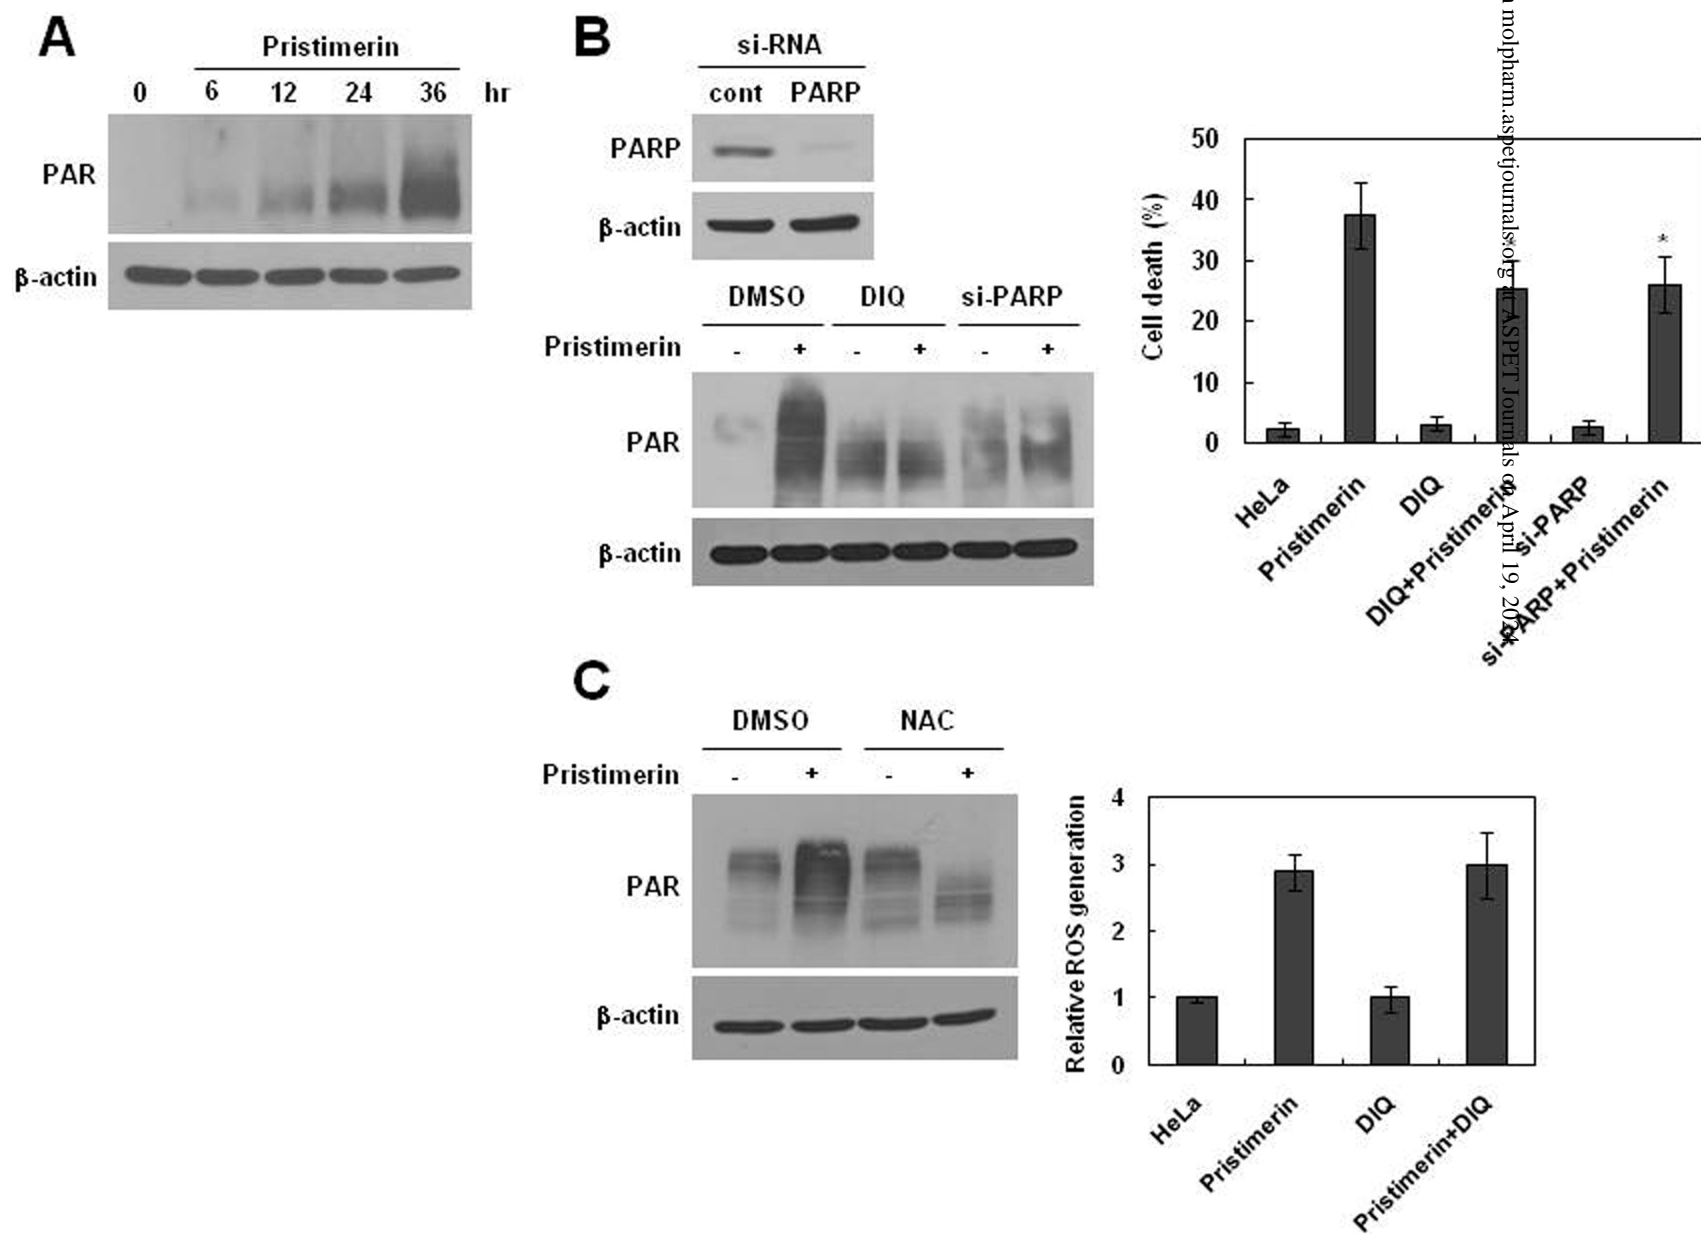 A
Pristimerin
0 6 12 24 36 hr
PAR
β-actin
B
si-RNA
cont PARP
PARP
β-actin
DMSO DIQ si-PARP
Pristimerin - + - + - +
PAR
β-actin
50
40
30
20
10
0
Cell death (%)
*
HeLa
Pristimerin
DIQ
DIQ+Pristimerin
si-PARP
si-PARP+Pristimerin
molpharm.aspetjournals.org at ASPET Journals on April 19, 2024
C
DMSO NAC
Pristimerin - + - +
PAR
β-actin
4
3
2
1
0
Relative ROS generation
HeLa
Pristimerin
DIQ
Pristimerin+DIQ